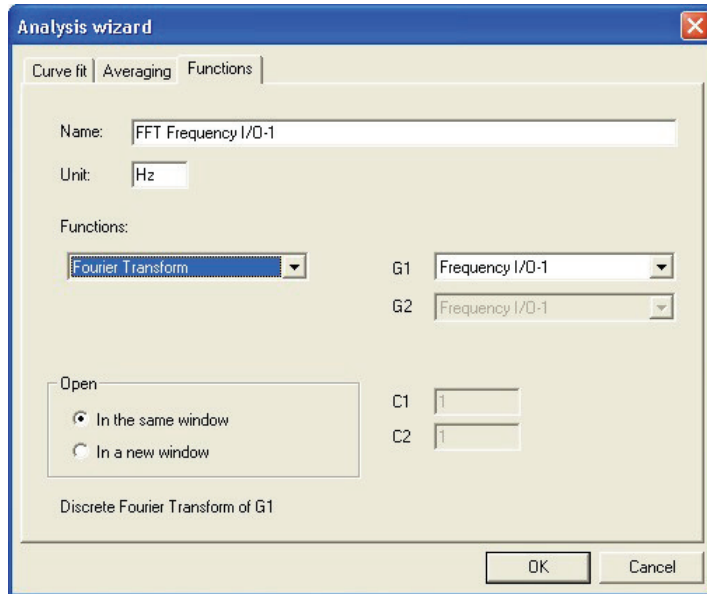 Analysis wizard
Curve fit Averaging Functions
Name: FFT Frequency I/O-1
Unit: Hz
Functions:
Fourier Transform
G1 Frequency I/O-1
G2 Frequency I/O-1
Open
In the same window
In a new window
C1 1
C2 1
Discrete Fourier Transform of G1
OK Cancel